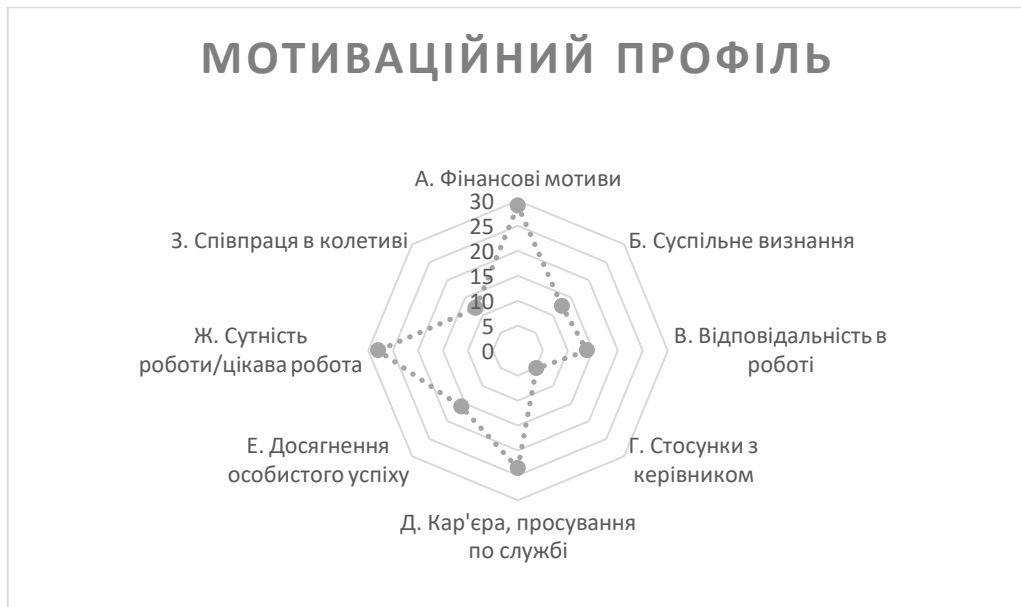 МОТИВАЦІЙНИЙ ПРОФІЛЬ
А. Фінансові мотиви
30
25
20
15
10
5
0
Б. Суспільне визнання
В. Відповідальність в
роботі
Г. Стосунки з
керівником
Д. Кар'єра, просування
по службі
Е. Досягнення
особистого успіху
Ж. Сутність
роботи/цікава робота
З. Співпраця в колетиві